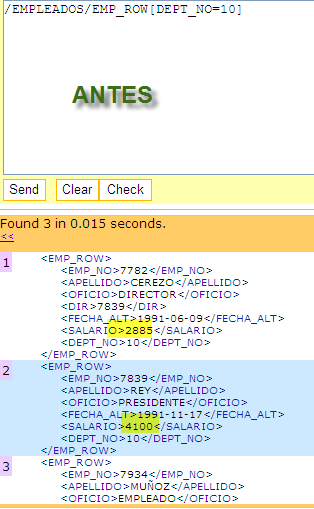 /EMPLEADOS/EMP_ROW[DEPT_NO=10]
ANTES
Send Clear Check
Found 3 in 0.015 seconds.
<<
1 <EMP_ROW>
<EMP_NO>7782</EMP_NO>
<APELLIDO>CEREZO</APELLIDO>
<OFICIO>DIRECTOR</OFICIO>
<DIR>7839</DIR>
<FECHA_ALT>1991-06-09</FECHA_ALT>
<SALARIO>2885</SALARIO>
<DEPT_NO>10</DEPT_NO>
</EMP_ROW>
2 <EMP_ROW>
<EMP_NO>7839</EMP_NO>
<APELLIDO>REY</APELLIDO>
<OFICIO>PRESIDENTE</OFICIO>
<FECHA_ALT>1991-11-17</FECHA_ALT>
<SALARIO>4100</SALARIO>
<DEPT_NO>10</DEPT_NO>
</EMP_ROW>
3 <EMP_ROW>
<EMP_NO>7934</EMP_NO>
<APELLIDO>MUÑOZ</APELLIDO>
<OFICIO>EMPLEADO</OFICIO>